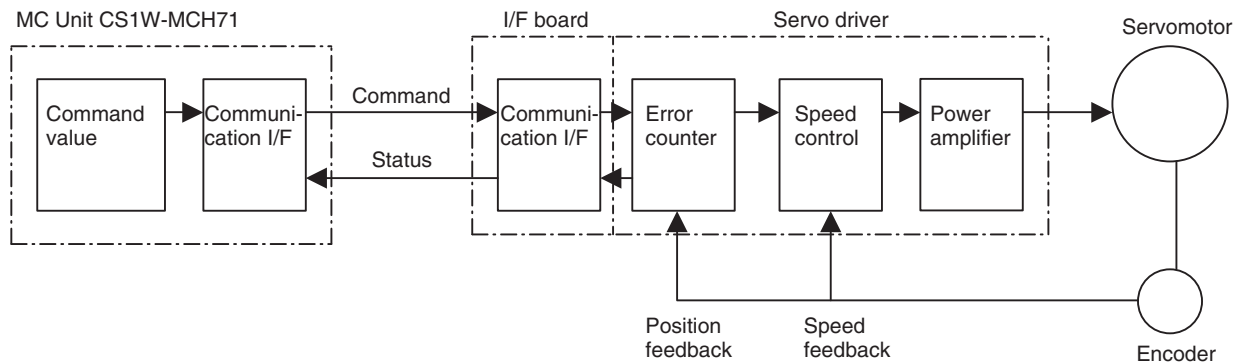 MC Unit CS1W-MCH71
I/F board
Servo driver
Servomotor
Command
value
Communi-
cation I/F
Command
Status
Communi-
cation I/F
Error
counter
Speed
control
Power
amplifier
Position
feedback
Speed
feedback
Encoder